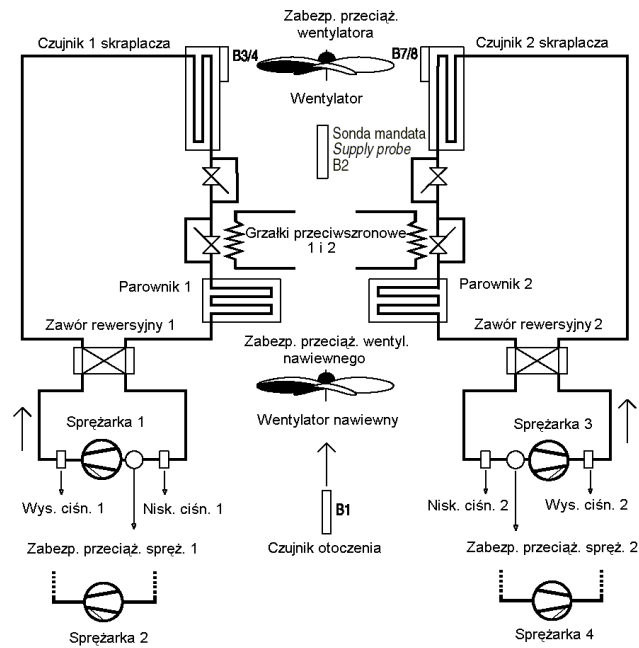 Zabezp. przeciąż.
wentylatora
Czujnik 1 skraplacza
Czujnik 2 skraplacza
B3/4
B7/8
Wentylator
Sonda mandata
Supply probe
B2
Grzałki przeciwszronowe
1 i 2
Parownik 1
Parownik 2
Zawór rewersyjny 1
Zabezp. przeciąż. wentyl.
nawiewnego
Zawór rewersyjny 2
Wentylator nawiewny
Sprężarka 1
Sprężarka 3
Wys. ciśn. 1
Nisk. ciśn. 1
B1
Nisk. ciśn. 2
Wys. ciśn. 2
Zabezp. przeciąż. spręż. 1
Czujnik otoczenia
Zabezp. przeciąż. spręż. 2
Sprężarka 2
Sprężarka 4